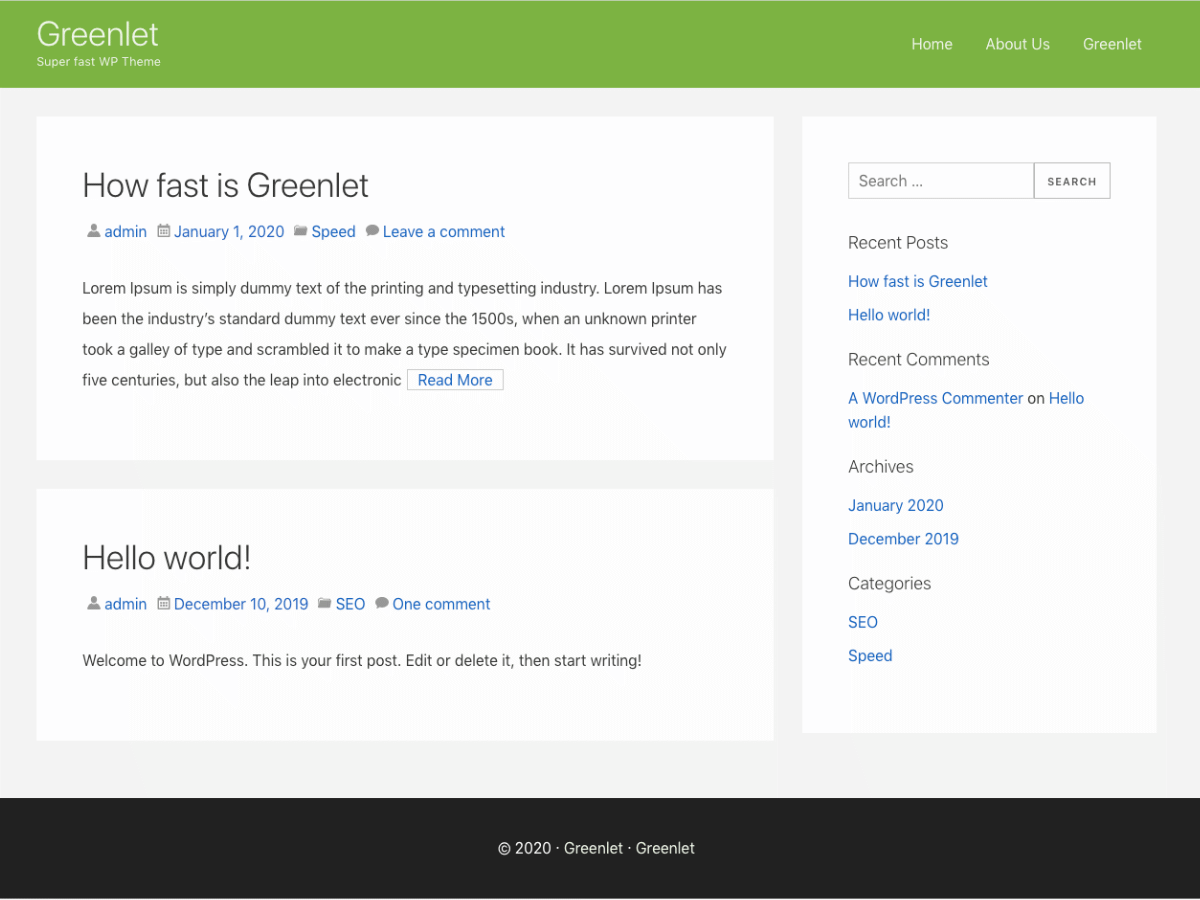 Greenlet
Super fast WP Theme
Home About Us Greenlet
How fast is Greenlet
admin January 1, 2020 Speed Leave a comment
Lorem Ipsum is simply dummy text of the printing and typesetting industry. Lorem Ipsum has
been the industry’s standard dummy text ever since the 1500s, when an unknown printer
took a galley of type and scrambled it to make a type specimen book. It has survived not only
five centuries, but also the leap into electronic Read More
Hello world!
admin December 10, 2019 SEO One comment
Welcome to WordPress. This is your first post. Edit or delete it, then start writing!
Search ... SEARCH
Recent Posts
How fast is Greenlet
Hello world!
Recent Comments
A WordPress Commenter on Hello
world!
Archives
January 2020
December 2019
Categories
SEO
Speed
© 2020 · Greenlet · Greenlet